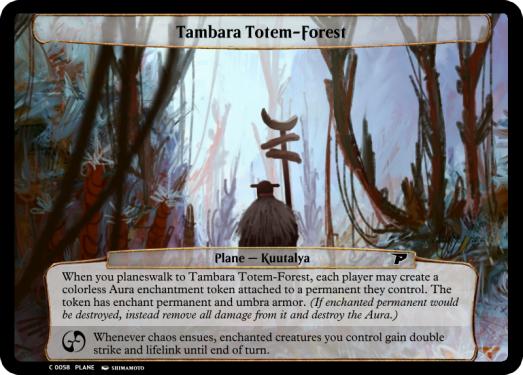 Tambara Totem-Forest
Plane — Kuutalya
When you planeswalk to Tambara Totem-Forest, each player may create a
colorless Aura enchantment token attached to a permanent they control. The
token has enchant permanent and umbra armor. (If enchanted permanent would
be destroyed, instead remove all damage from it and destroy the Aura.)
Whenever chaos ensues, enchanted creatures you control gain double
strike and lifelink until end of turn.
C 0058 PLANE SHIMAMOTO